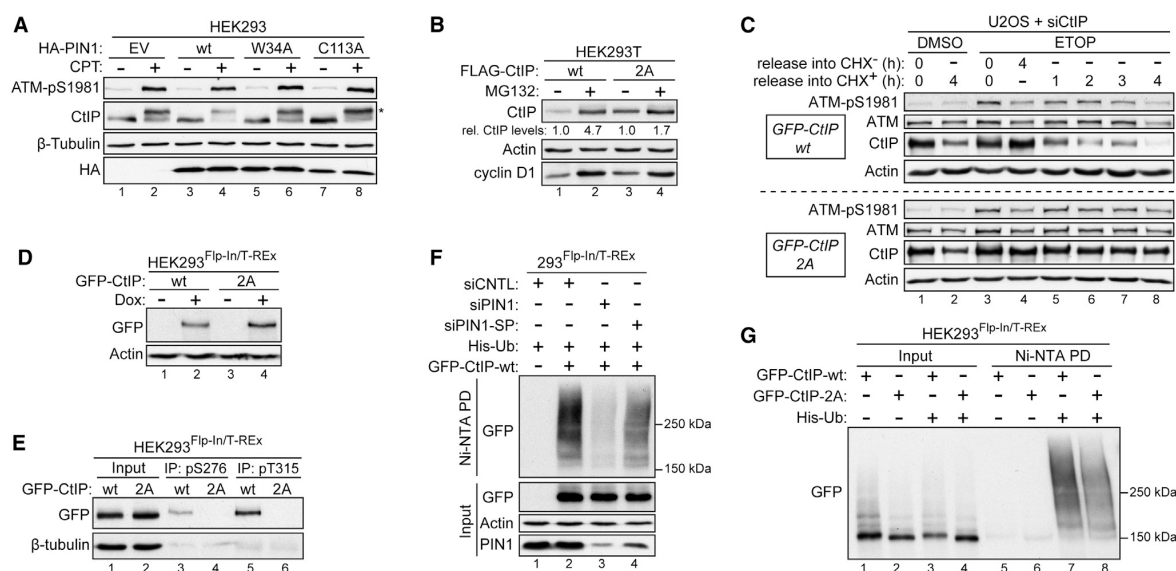 A
HEK293
HA-PIN1: EV wt W34A C113A
CPT: - + - + - + - +
ATM-pS1981
CtIP *
β-Tubulin
HA
1 2 3 4 5 6 7 8
B
HEK293T
FLAG-CtIP: wt 2A
MG132: - + - +
CtIP
rel. CtIP levels: 1.0 4.7 1.0 1.7
Actin
cyclin D1
1 2 3 4
C
U2OS + siCtIP
DMSO ETOP
release into CHX- (h): 0 0 4
release into CHX+ (h): 0 4 0 - 1 2 3 4
ATM-pS1981
GFP-CtIP
wt
ATM
CtIP
Actin
ATM-pS1981
GFP-CtIP
2A
ATM
CtIP
Actin
1 2 3 4 5 6 7 8
D
HEK293Flp-In/T-REx
GFP-CtIP: wt 2A
Dox: - + - +
GFP
Actin
1 2 3 4
E
HEK293Flp-In/T-REx
Input IP: pS276 IP: pT315
GFP-CtIP: wt 2A wt 2A wt 2A
GFP
β-tubulin
1 2 3 4 5 6
F
293Flp-In/T-REx
siCNTL: + + - -
siPIN1: - - + -
siPIN1-SP: - - - +
His-Ub: + + + +
GFP-CtIP-wt: - + + +
Ni-NTA PD
GFP
250 kDa
150 kDa
Input
GFP
Actin
PIN1
1 2 3 4
G
HEK293Flp-In/T-REx
Input Ni-NTA PD
GFP-CtIP-wt: + - + - + - + -
GFP-CtIP-2A: - + - + - + - +
His-Ub: - - + + - - + +
GFP
250 kDa
150 kDa
1 2 3 4 5 6 7 8